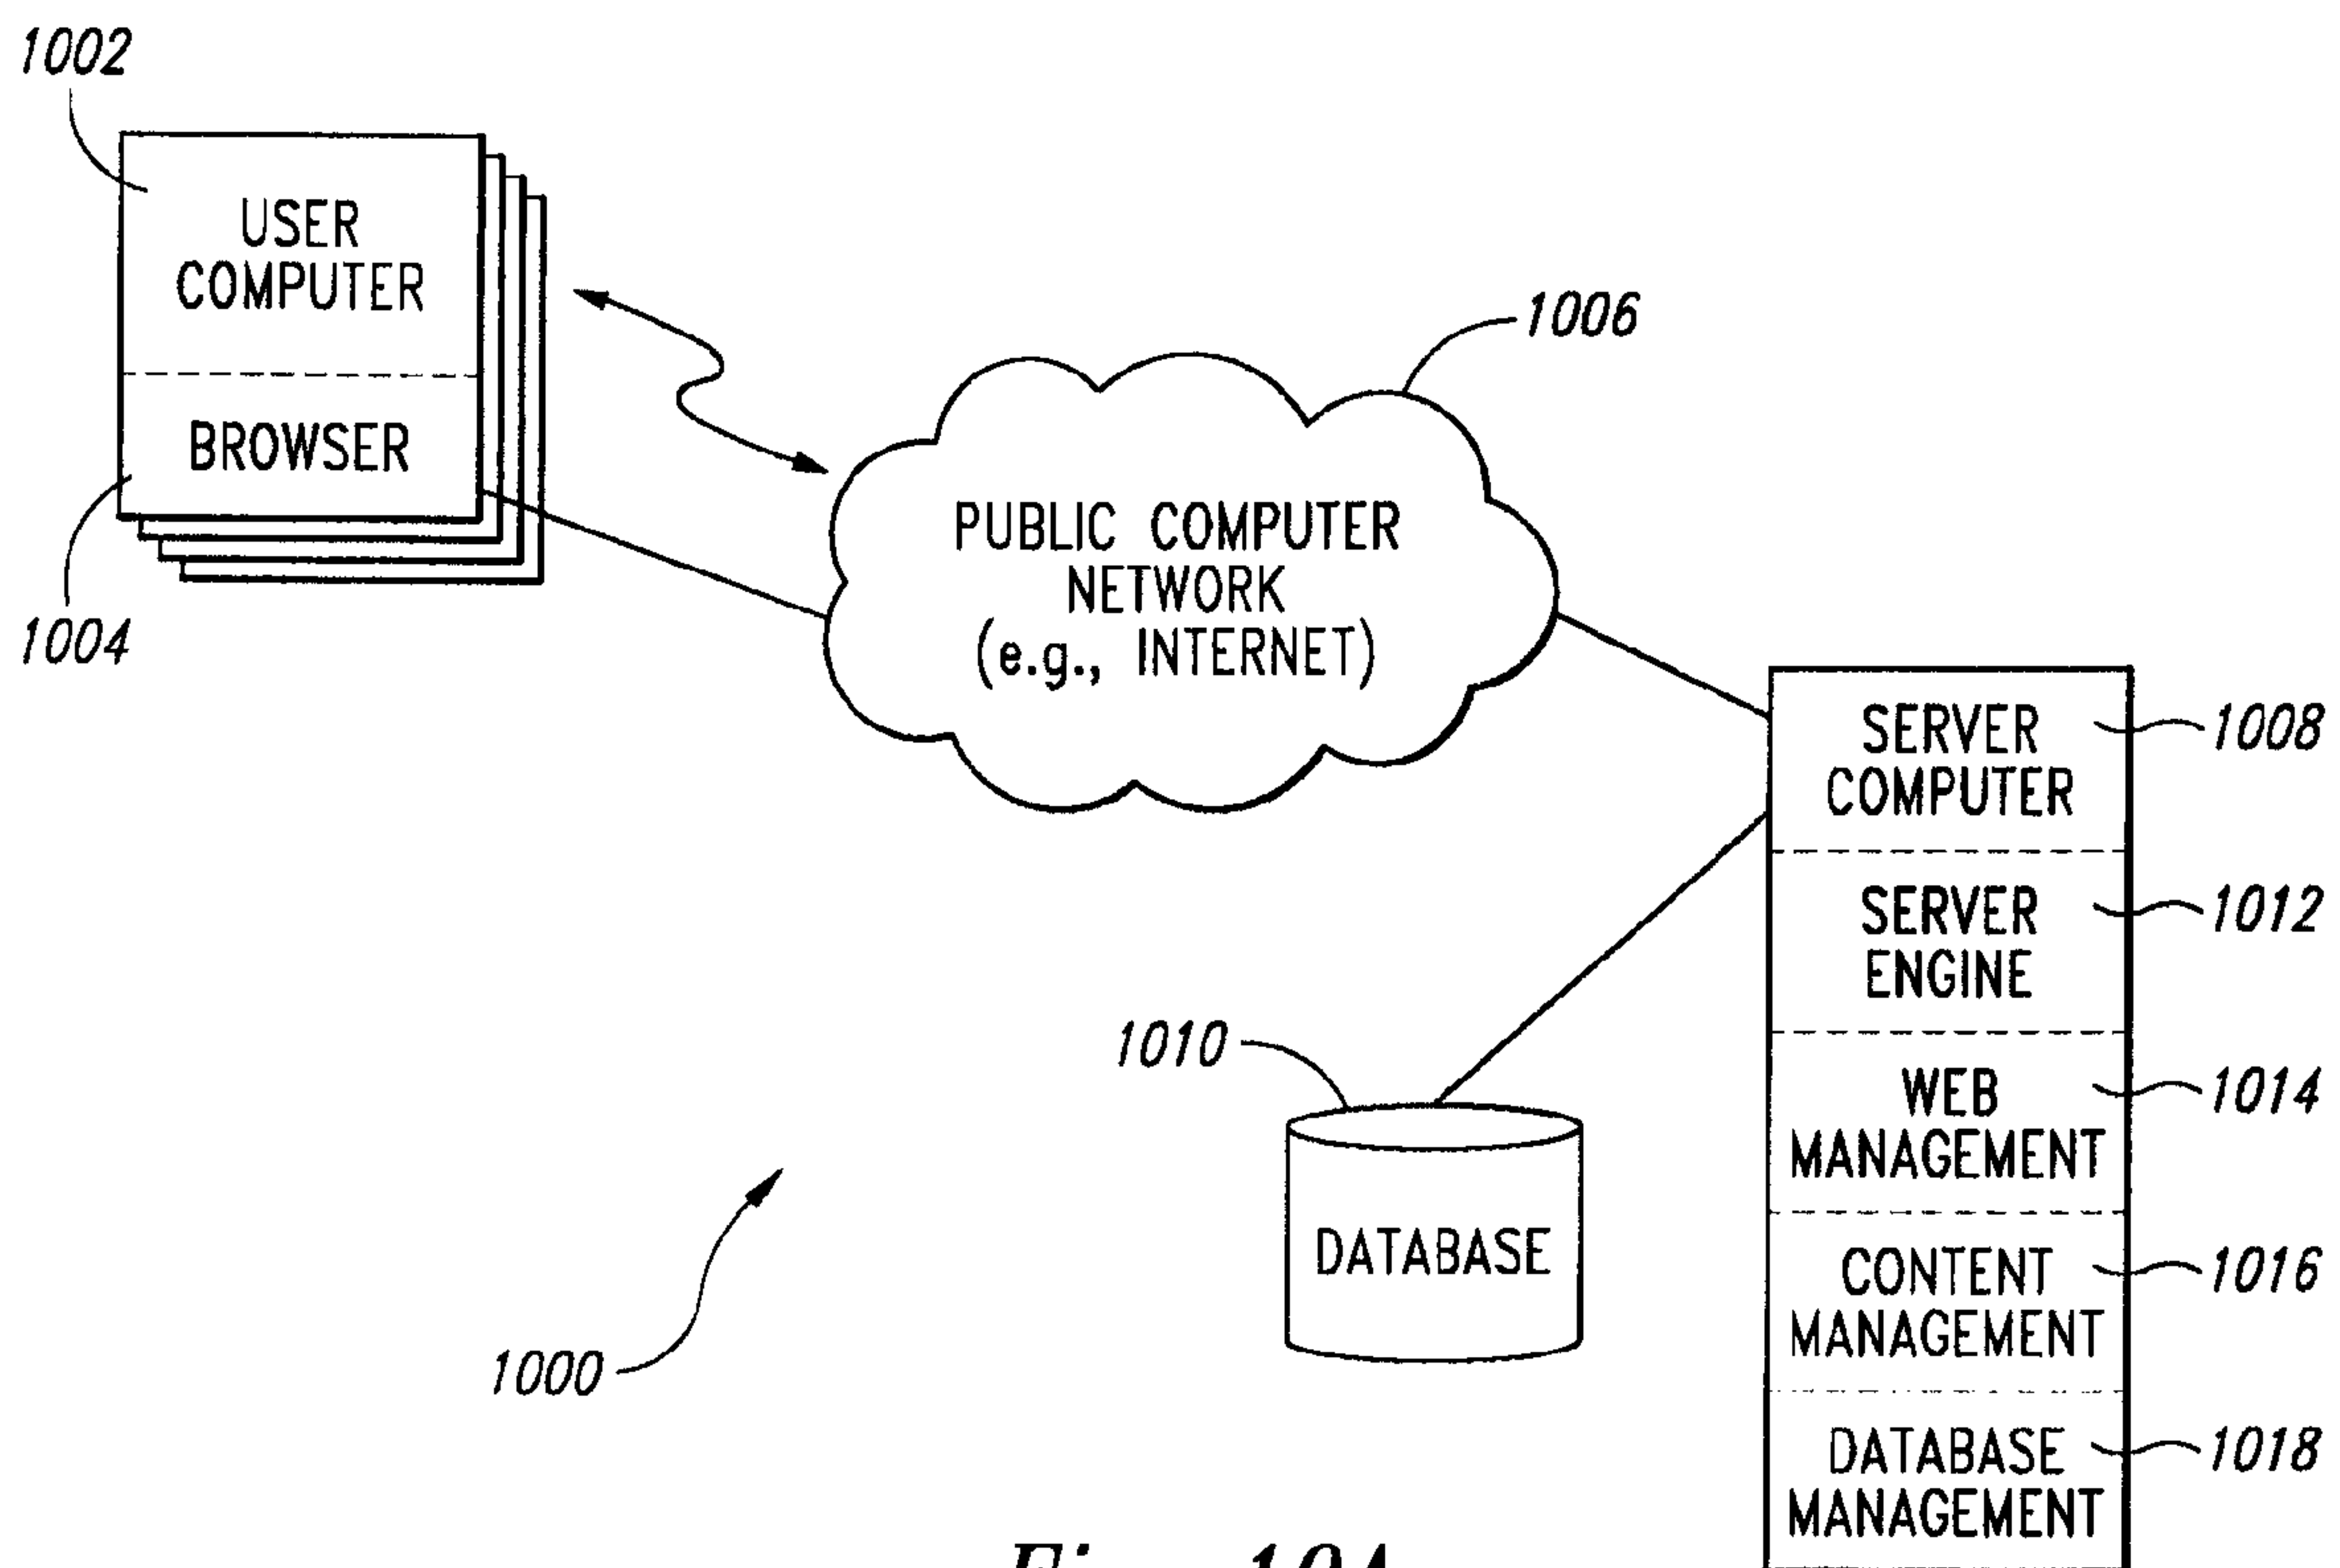 1002
USER
COMPUTER
BROWSER
1004
1006
PUBLIC COMPUTER
NETWORK
(e.g., INTERNET)
SERVER
COMPUTER
1008
SERVER
ENGINE
1012
WEB
MANAGEMENT
1014
CONTENT
MANAGEMENT
1016
DATABASE
MANAGEMENT
1018
1010
DATABASE
1000